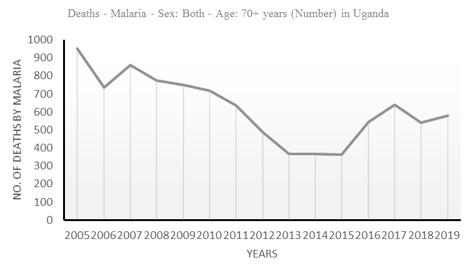 Deaths - Malaria - Sex: Both - Age: 70+ years (Number) in Uganda
NO. OF DEATHS BY MALARIA
1000
900
800
700
600
500
400
300
200
100
0
2005 2006 2007 2008 2009 2010 2011 2012 2013 2014 2015 2016 2017 2018 2019
YEARS